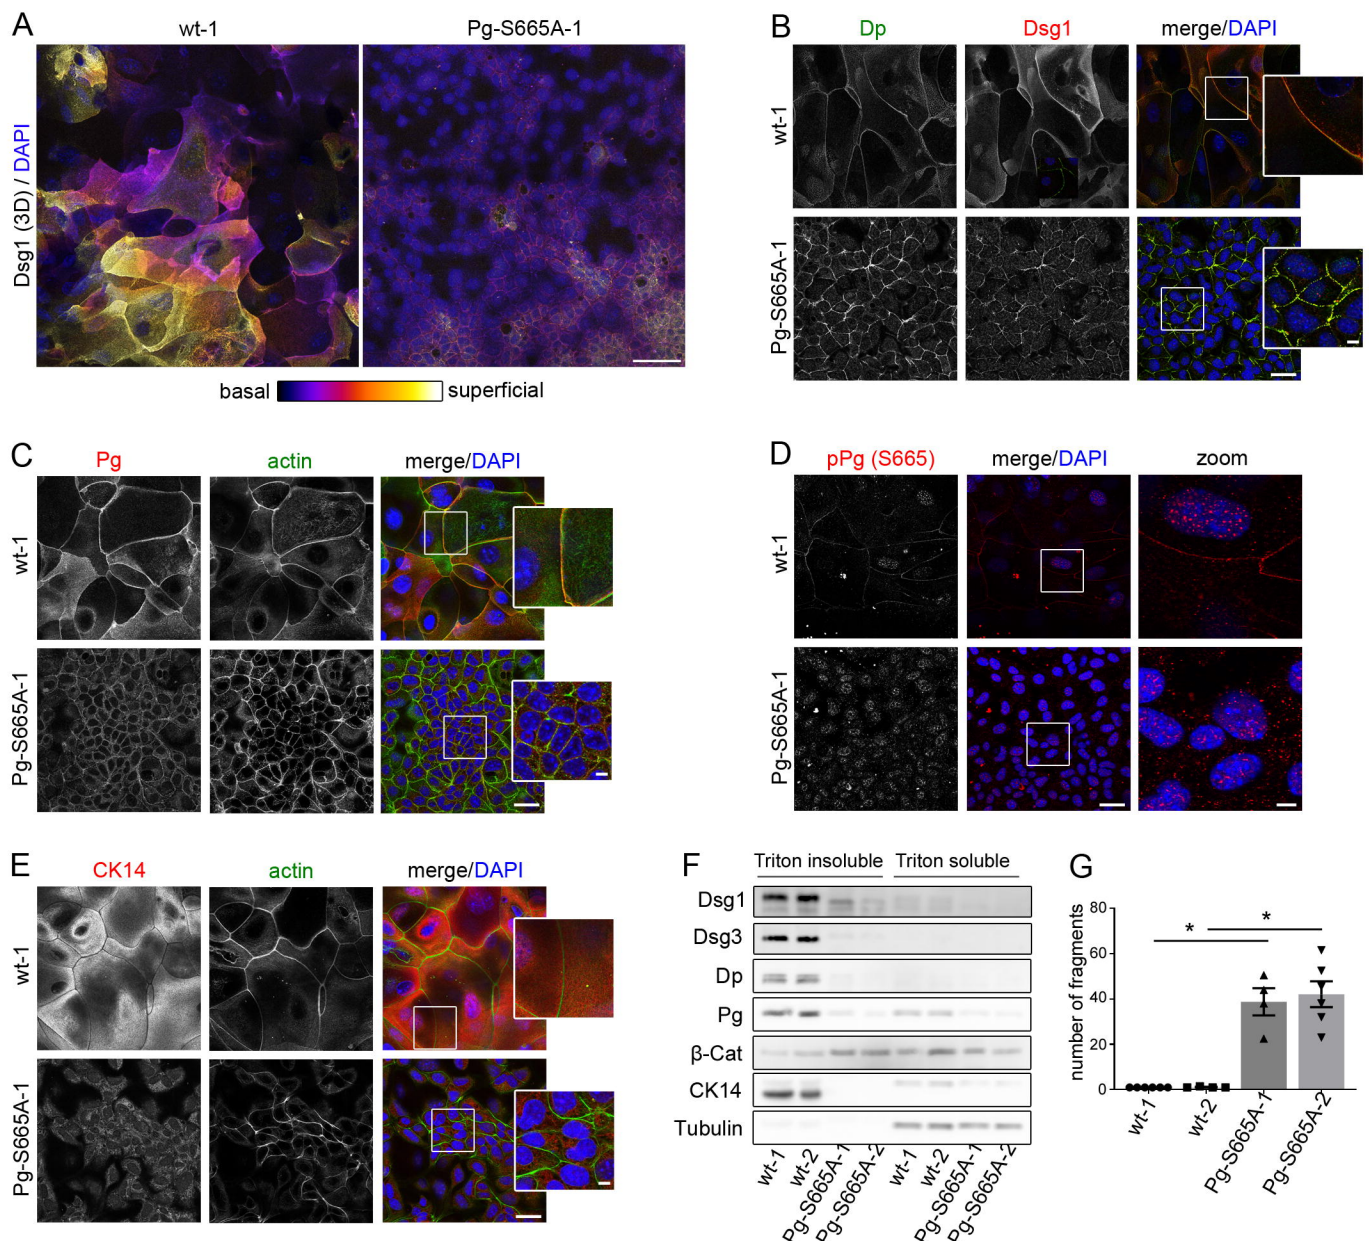 A
wt-1
Pg-S665A-1
Dsg1 (3D) / DAPI
basal
superficial
B
Dp
Dsg1
merge/DAPI
wt-1
Pg-S665A-1
C
Pg
actin
merge/DAPI
wt-1
Pg-S665A-1
D
pPg (S665)
merge/DAPI
zoom
wt-1
Pg-S665A-1
E
CK14
actin
merge/DAPI
wt-1
Pg-S665A-1
F
Triton insoluble
Triton soluble
Dsg1
Dsg3
Dp
Pg
β-Cat
CK14
Tubulin
wt-1
wt-2
Pg-S665A-1
Pg-S665A-2
wt-1
wt-2
Pg-S665A-1
Pg-S665A-2
G
number of fragments
80
60
40
20
0
*
*
wt-1
wt-2
Pg-S665A-1
Pg-S665A-2